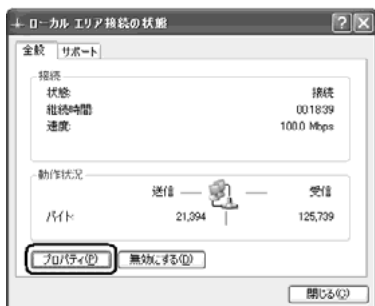 ローカル エリア接続の状態
全般 サポート
接続
状態: 接続
継続時間: 00:18:39
速度: 100.0 Mbps
動作状況
送信 — — 受信
バイト: 21,394 125,739
プロパティ(P) 無効にする(D)
閉じる(C)